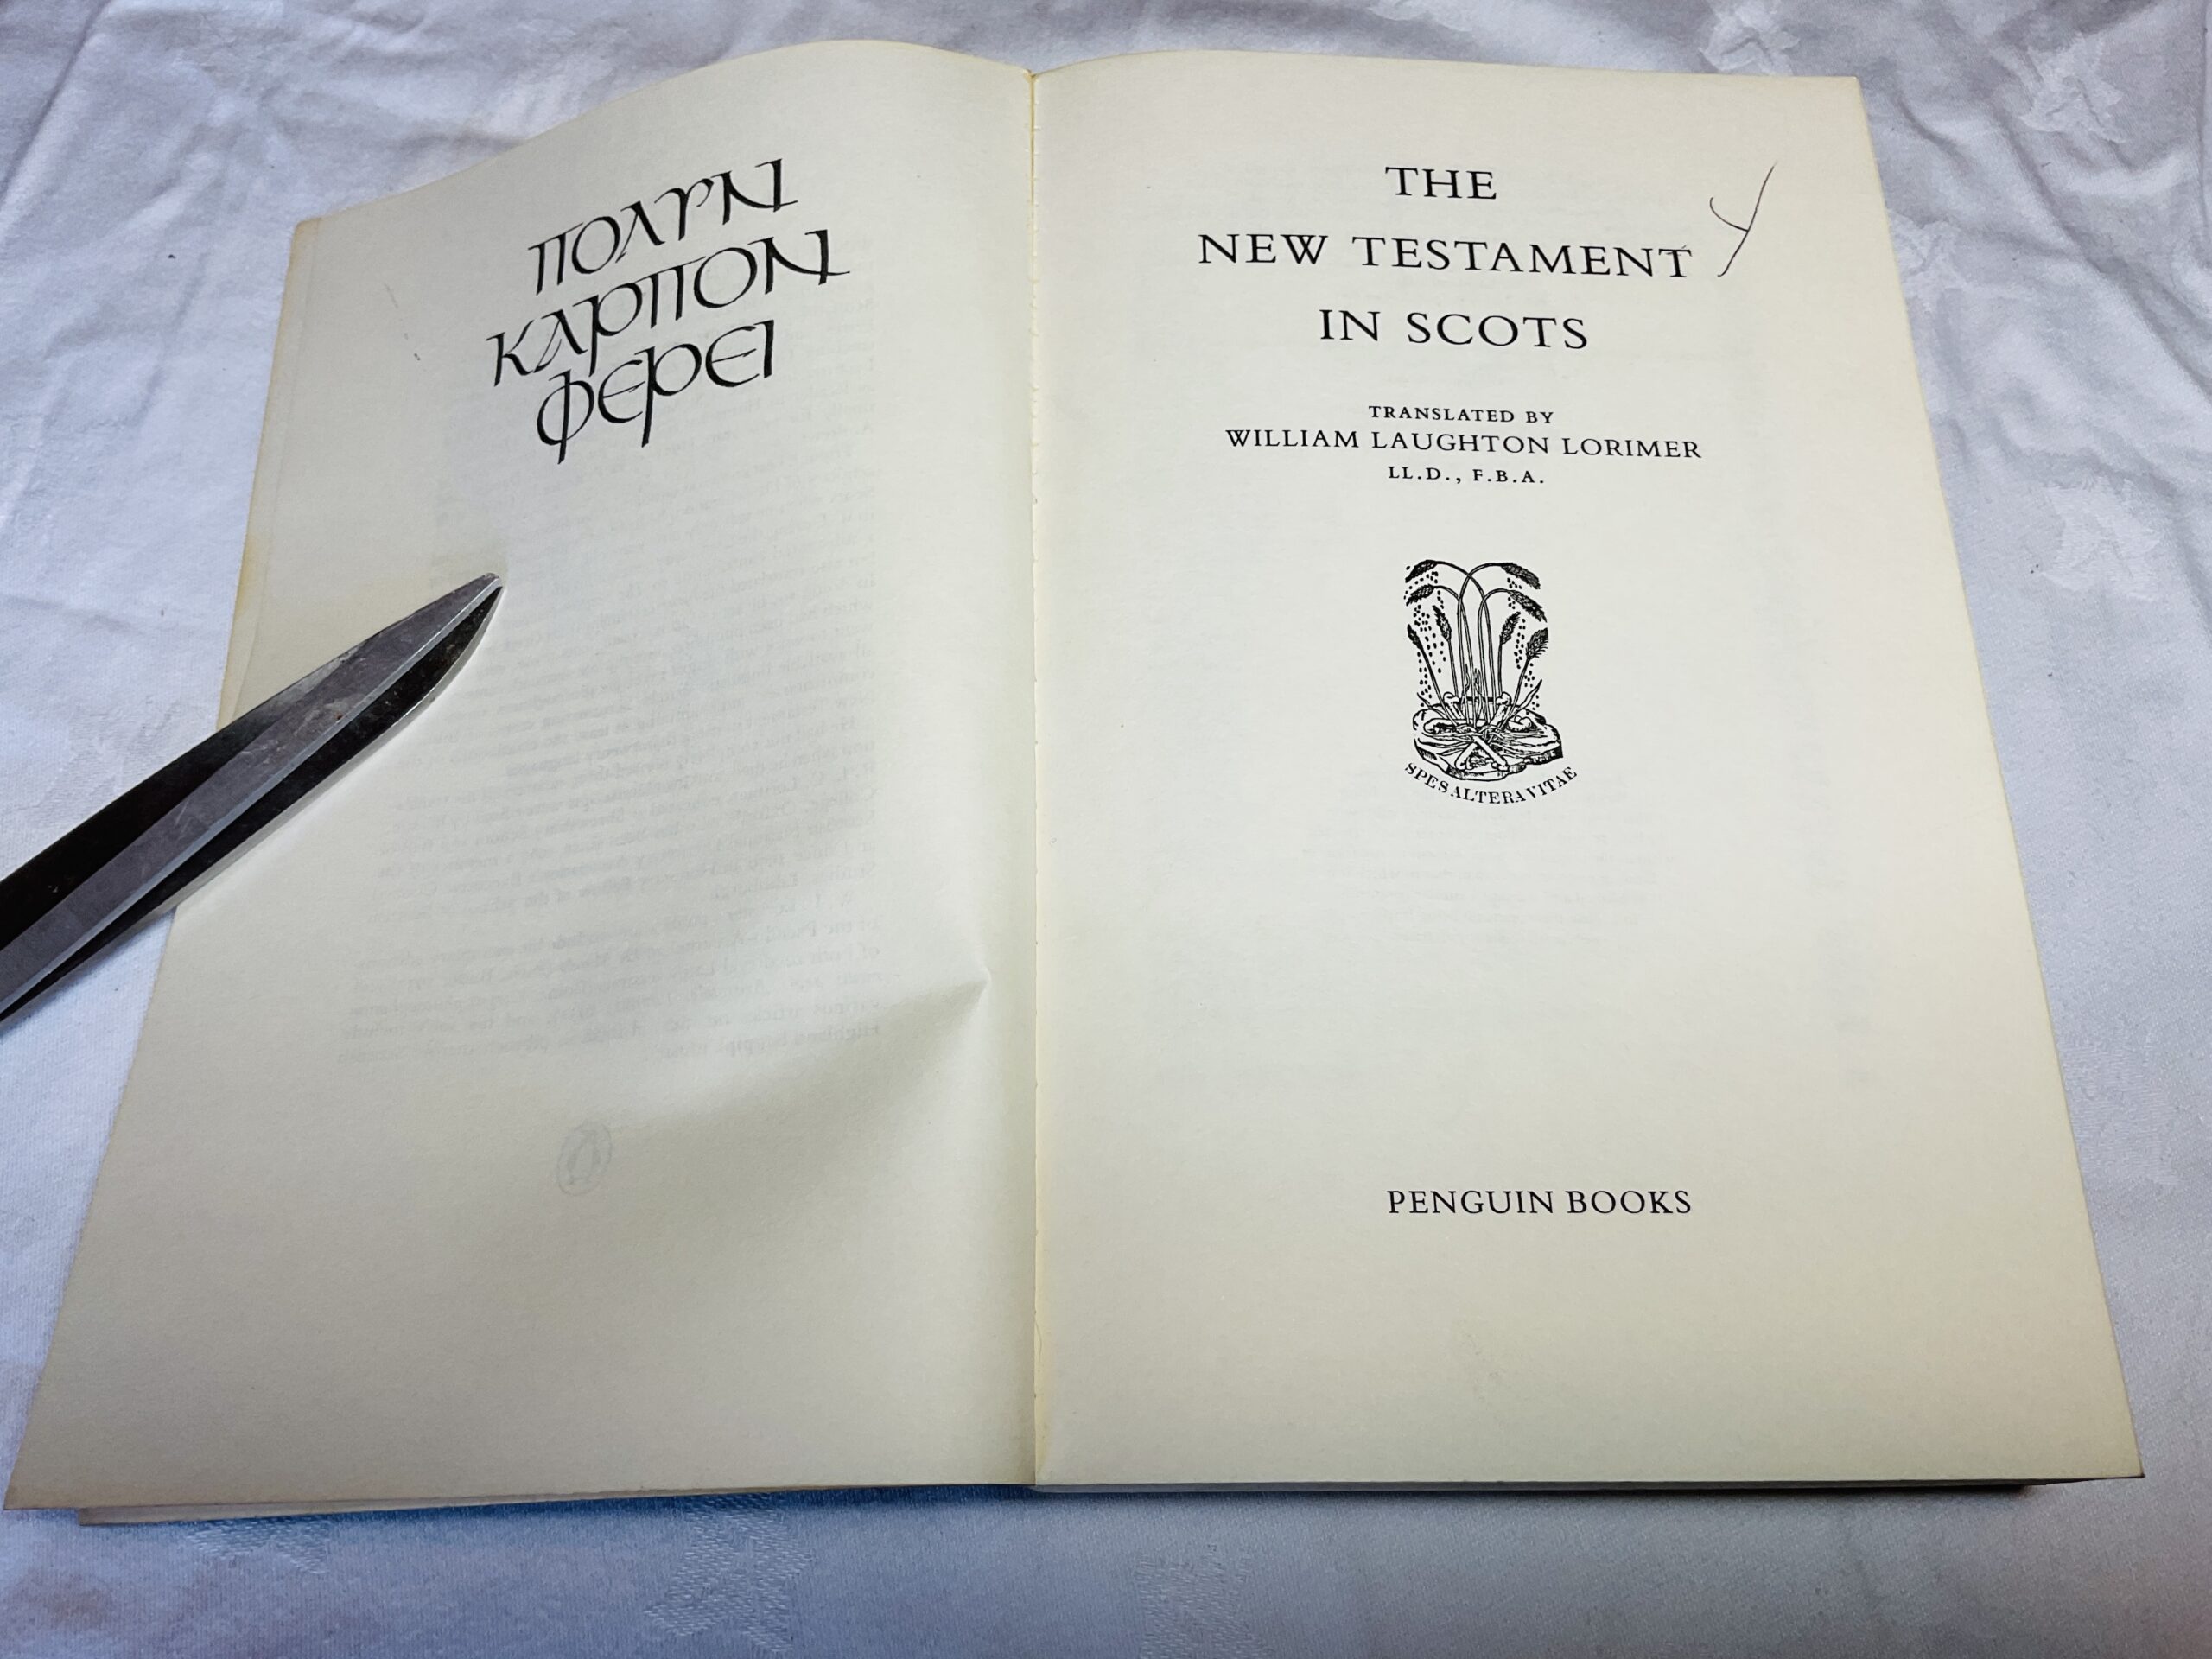 ΠΟΛΥΝ
ΚΑΡΠΟΝ
ΦΕΡΕΙ
THE
NEW TESTAMENT
IN SCOTS
TRANSLATED BY
WILLIAM LAUGHTON LORIMER
LL.D., F.B.A.
SPES ALTERA VITAE
PENGUIN BOOKS